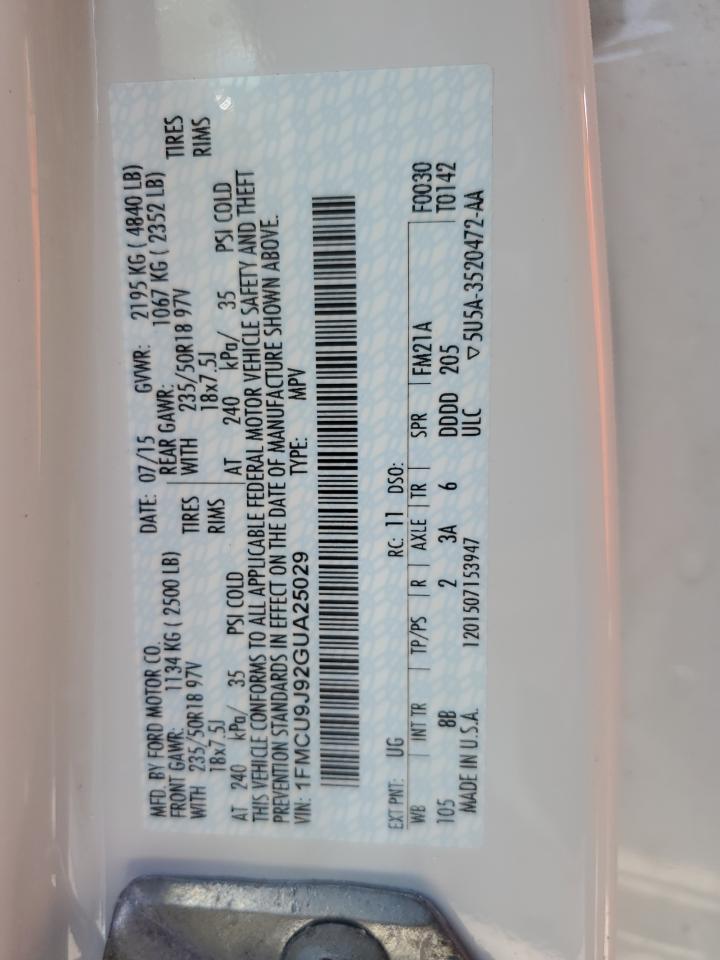 MFD. BY FORD MOTOR CO. DATE: 07/15 GVWR: 2195 KG ( 4840 LB)
FRONT GAWR: 1134 KG ( 2500 LB) REAR GAWR: 1067 KG ( 2352 LB)
WITH 235/50R18 97V TIRES WITH 235/50R18 97V TIRES
18x7.5J RIMS 18x7.5J RIMS
AT 240 kPa/ 35 PSI COLD AT 240 kPa/ 35 PSI COLD
THIS VEHICLE CONFORMS TO ALL APPLICABLE FEDERAL MOTOR VEHICLE SAFETY AND THEFT
PREVENTION STANDARDS IN EFFECT ON THE DATE OF MANUFACTURE SHOWN ABOVE.
VIN: 1FMCU9J92GUA25029 TYPE: MPV
EXT PNT: UG RC: 11 DSO: F0030
WB INT TR TP/PS R AXLE TR SPR FM21A T0142
105 8B 2 3A 6 DDDD 205
MADE IN U.S.A. 1201507153947 ULC ▽5U5A-3520472-AA